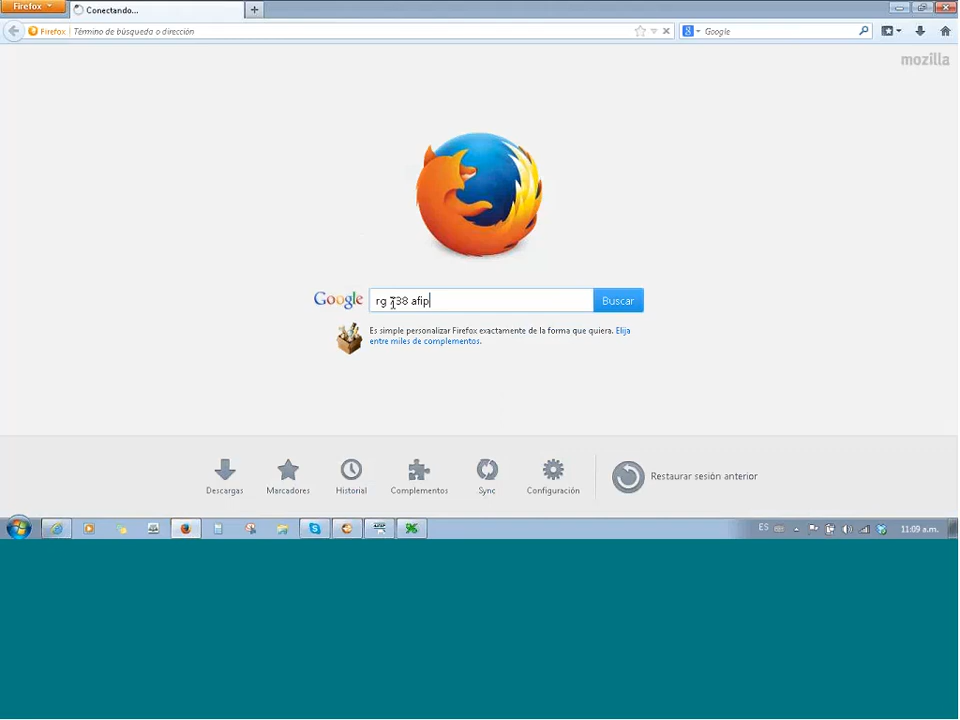 Firefox
Conectando...
Firefox
Término de búsqueda o dirección
Google
mozilla
Google
rg 738 afip
Buscar
Es simple personalizar Firefox exactamente de la forma que quiera. Elija
entre miles de complementos.
Descargas
Marcadores
Historial
Complementos
Sync
Configuración
Restaurar sesión anterior
ES
11:09 a.m.